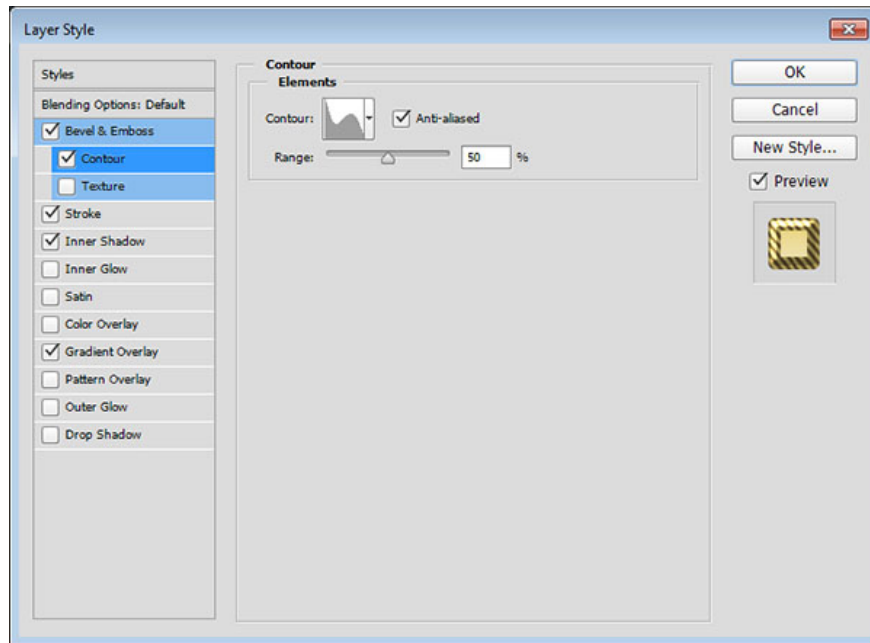 Layer Style
Styles
Blending Options: Default
Bevel & Emboss
Contour
Texture
Stroke
Inner Shadow
Inner Glow
Satin
Color Overlay
Gradient Overlay
Pattern Overlay
Outer Glow
Drop Shadow
Contour
Elements
Contour: Anti-aliased
Range: 50 %
OK
Cancel
New Style...
Preview